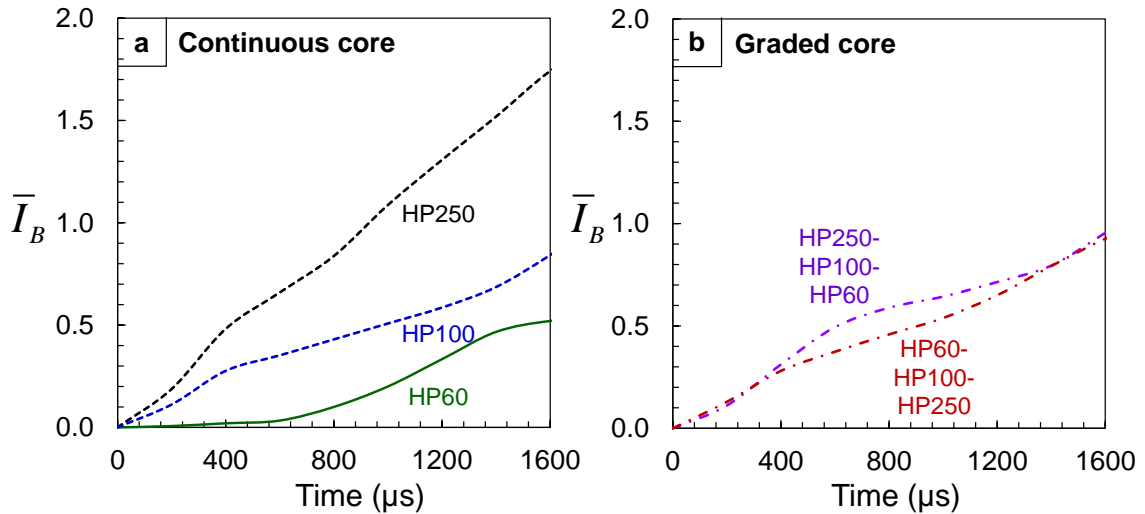 a Continuous core
2.0
1.5
1.0
0.5
0.0
I̅_B
HP250
HP100
HP60
0 400 800 1200 1600
Time (µs)
b Graded core
2.0
1.5
1.0
0.5
0.0
I̅_B
HP250-
HP100-
HP60
HP60-
HP100-
HP250
0 400 800 1200 1600
Time (µs)